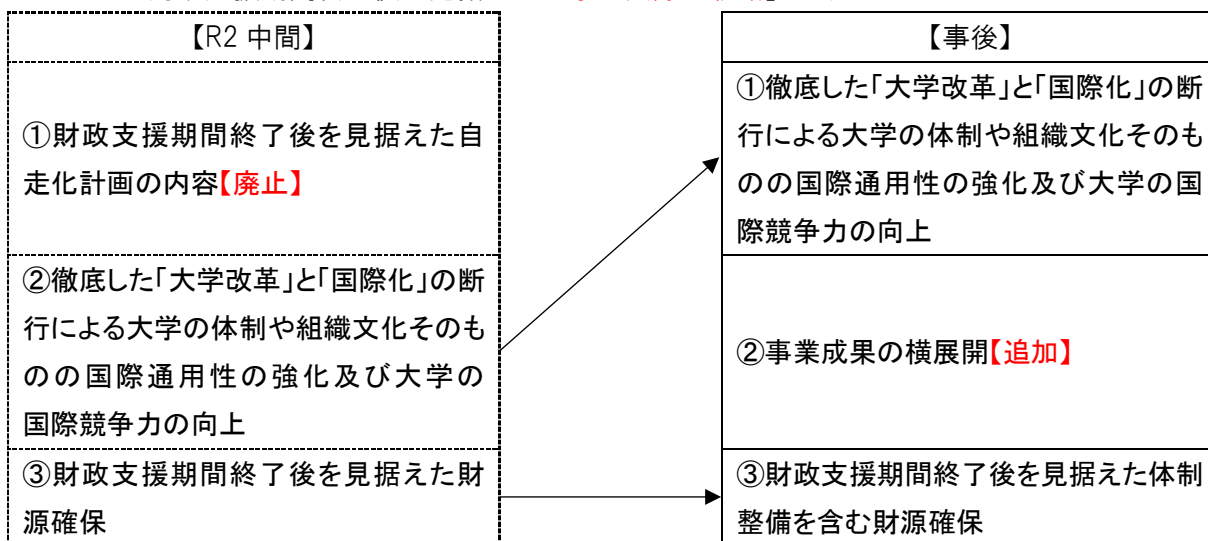 【R2 中間】
①財政支援期間終了後を見据えた自
走化計画の内容【廃止】
②徹底した「大学改革」と「国際化」の断
行による大学の体制や組織文化そのも
のの国際通用性の強化及び大学の
国際競争力の向上
③財政支援期間終了後を見据えた財
源確保
【事後】
①徹底した「大学改革」と「国際化」の断
行による大学の体制や組織文化そのも
のの国際通用性の強化及び大学の国
際競争力の向上
②事業成果の横展開【追加】
③財政支援期間終了後を見据えた体制
整備を含む財源確保